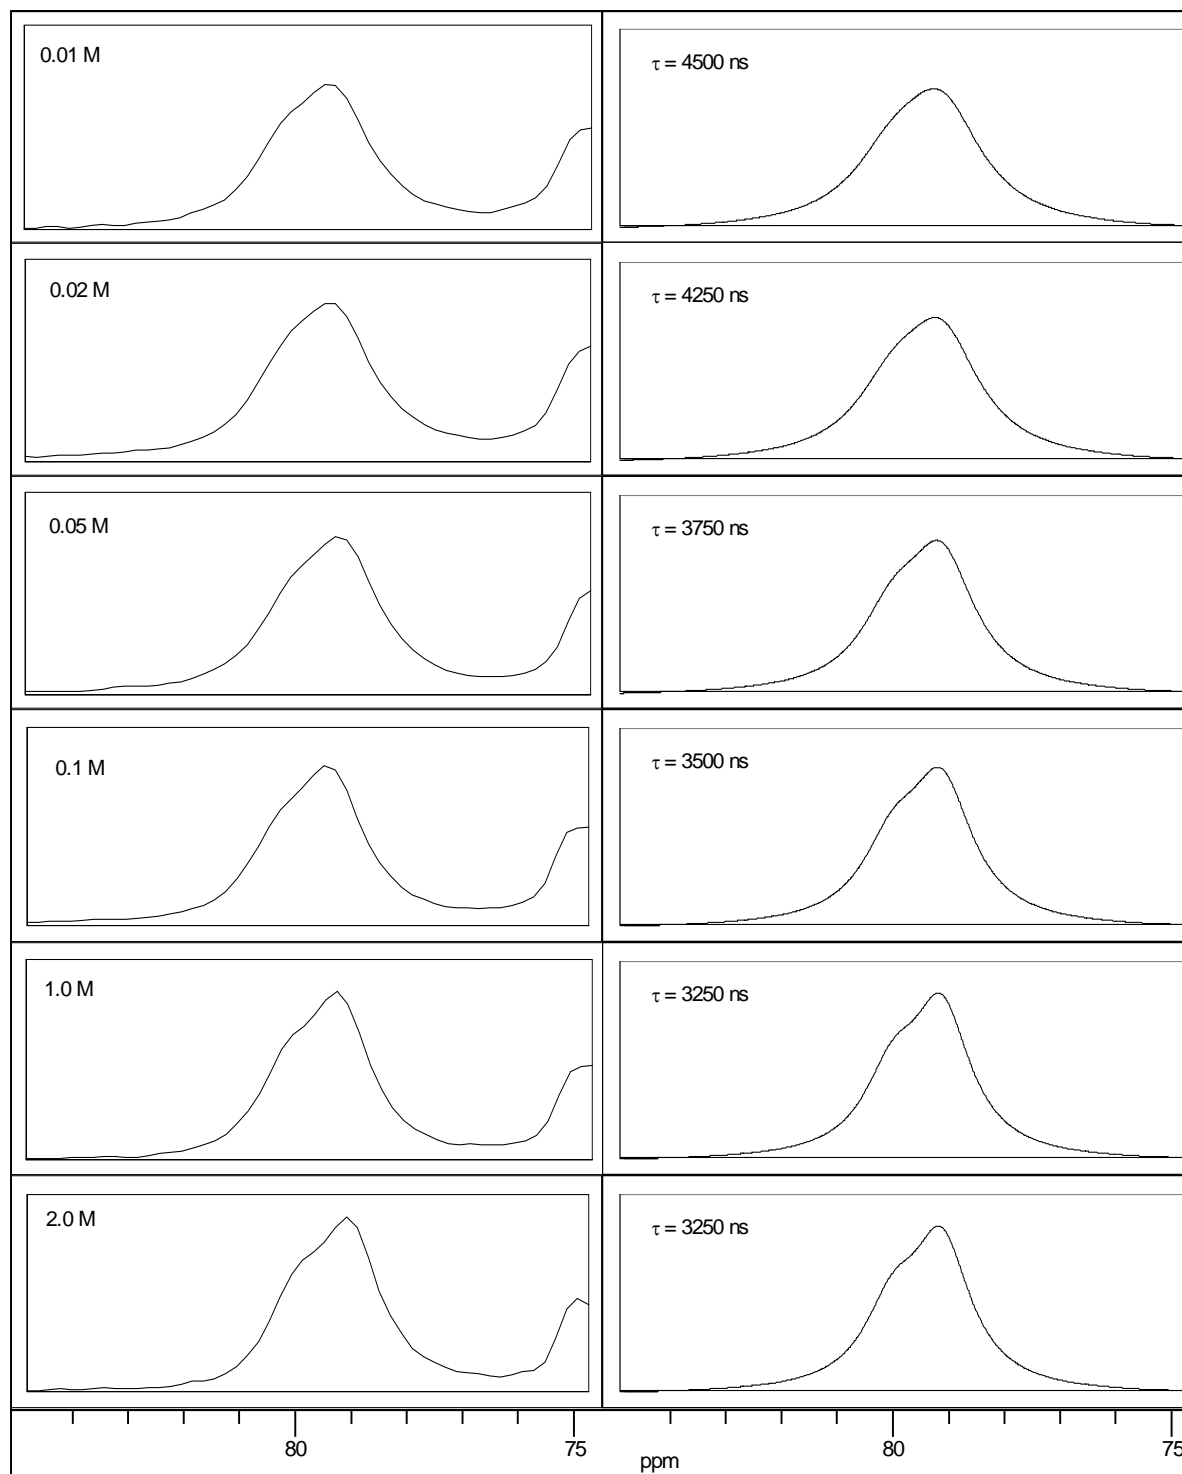 0.01 M
τ = 4500 ns
0.02 M
τ = 4250 ns
0.05 M
τ = 3750 ns
0.1 M
τ = 3500 ns
1.0 M
τ = 3250 ns
2.0 M
τ = 3250 ns
80
75
80
75
ppm